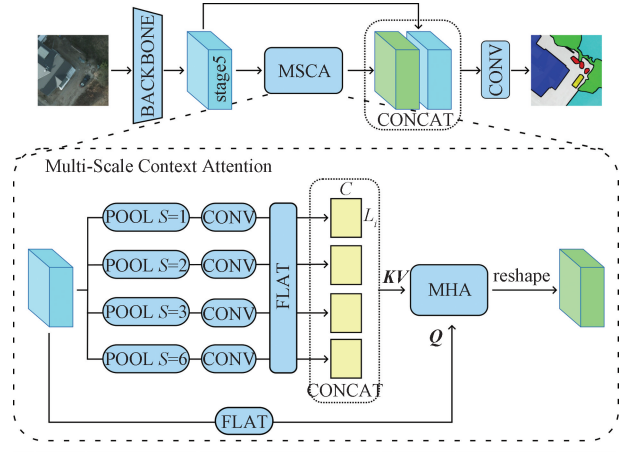 BACKBONE
stage5
MSCA
CONCAT
CONV
Multi-Scale Context Attention
POOL S=1
CONV
POOL S=2
CONV
POOL S=3
CONV
POOL S=6
CONV
FLAT
C
L_i
CONCAT
KV
Q
MHA
reshape
FLAT